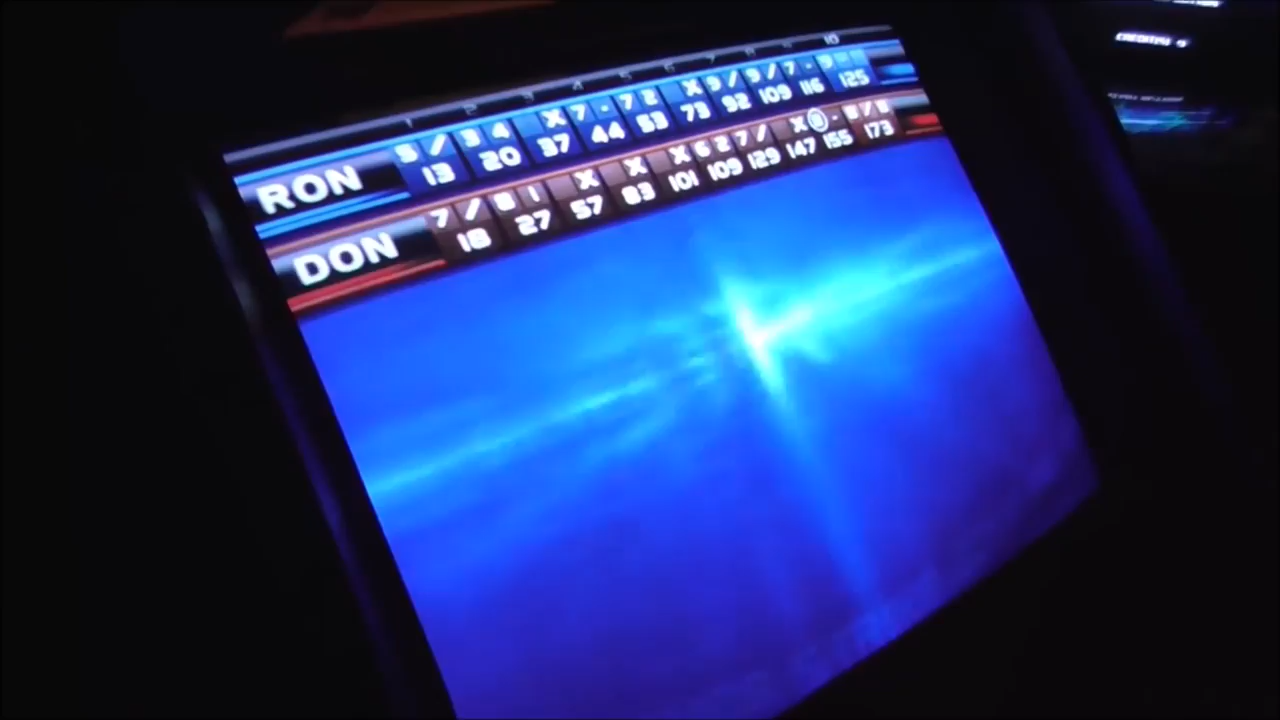 1 2 3 4 5 6 7 8 9 10
5 / 3 4 X 7 - 7 2 X 9 / 9 / 7 - 9
RON 13 20 37 44 53 73 92 109 116 125
7 / 8 1 X X X 6 2 7 / X 8 - 8 / 8
DON 18 27 57 83 101 109 129 147 155 173
CREDITS